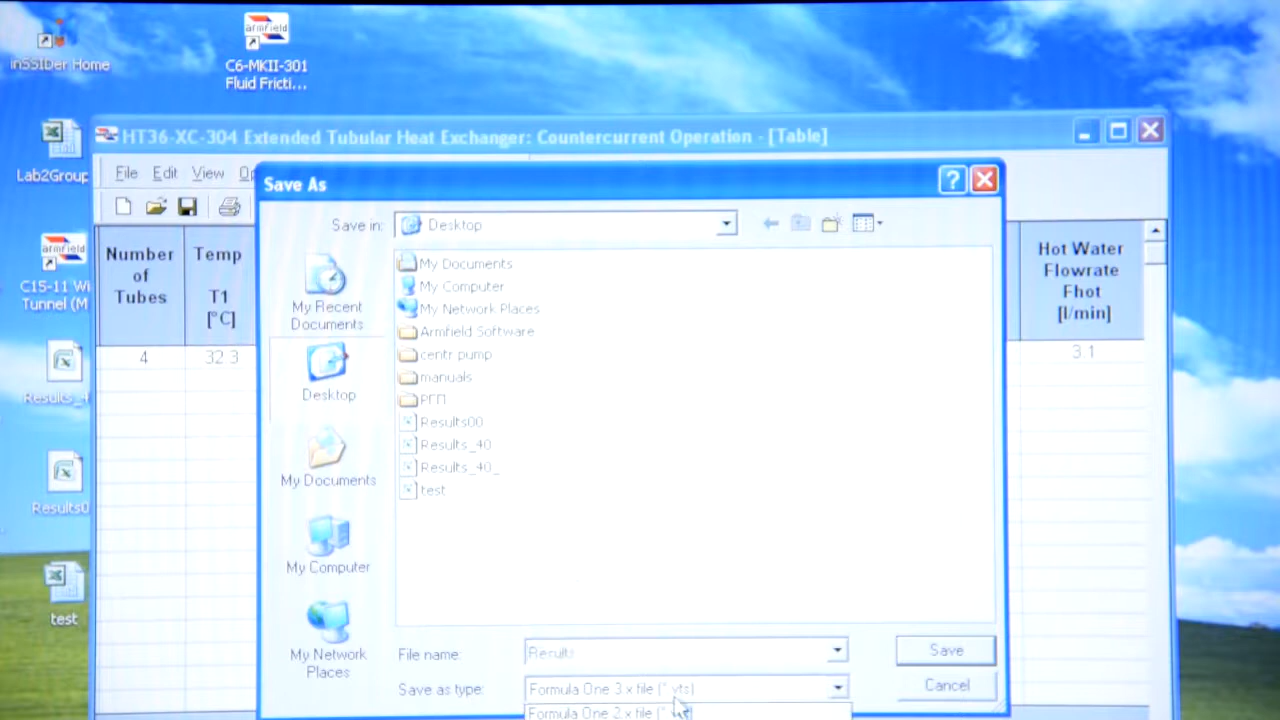 inSSIDer Home
armfield
C6-MKII-301
Fluid Fricti...
Lab2Group
armfield
C15-11 Wi
Tunnel (M
Results_4
Results0
test
HT36-XC-304 Extended Tubular Heat Exchanger: Countercurrent Operation - [Table]
File Edit View Op
Number
of
Tubes
Temp
T1
[°C]
4
32.3
Hot Water
Flowrate
Fhot
[l/min]
3.1
Save As
Save in:
Desktop
My Recent
Documents
Desktop
My Documents
My Computer
My Network
Places
My Documents
My Computer
My Network Places
Armfield Software
centr pump
manuals
РГП
Results00
Results_40
Results_40_
test
File name:
Results
Save
Save as type:
Formula One 3.x file (*.vts)
Cancel
Formula One 2.x file (*.